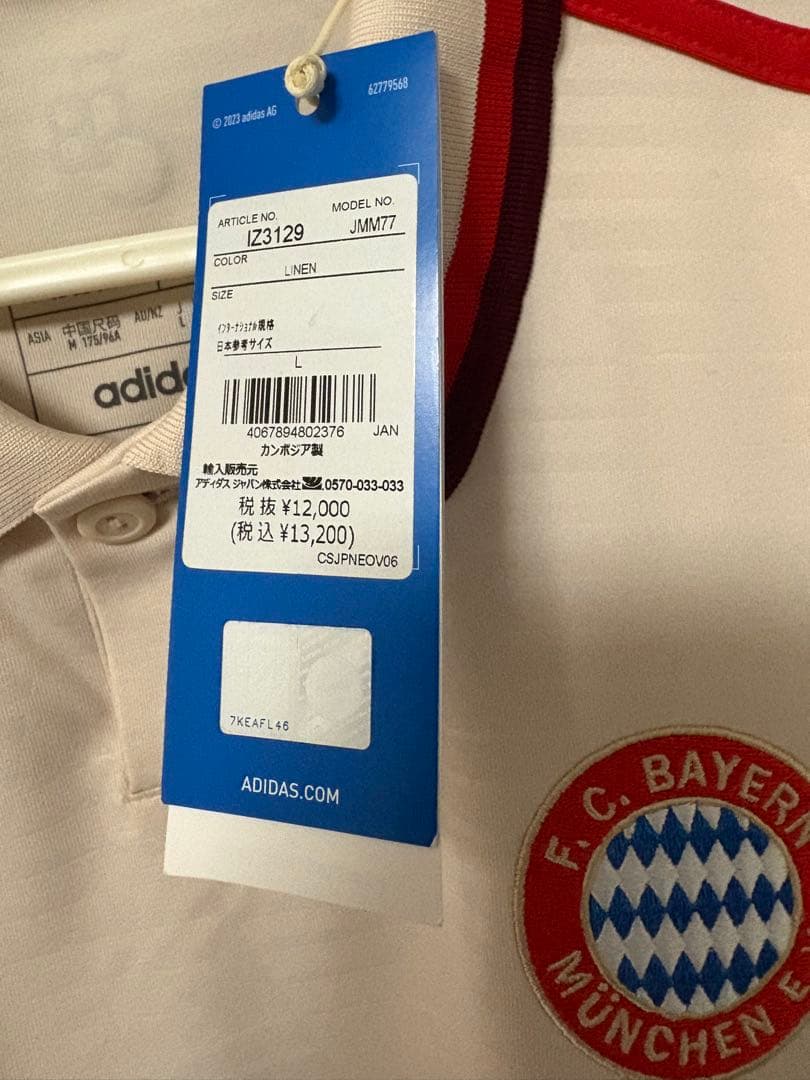 © 2023 adidas AG
62779568
ARTICLE NO.
MODEL NO.
IZ3129
JMM77
COLOR
LINEN
SIZE
インターナショナル規格
日本参考サイズ
L
4067894802376 JAN
カンボジア製
輸入販売元
アディダス ジャパン株式会社 0570-033-033
税抜 ¥12,000
(税込 ¥13,200)
CSJPNEOV06
7KEAFL46
ADIDAS.COM
ASIA
中国尺码
M 175/96A
AU/NZ
L
F.C. BAYERN
MÜNCHEN